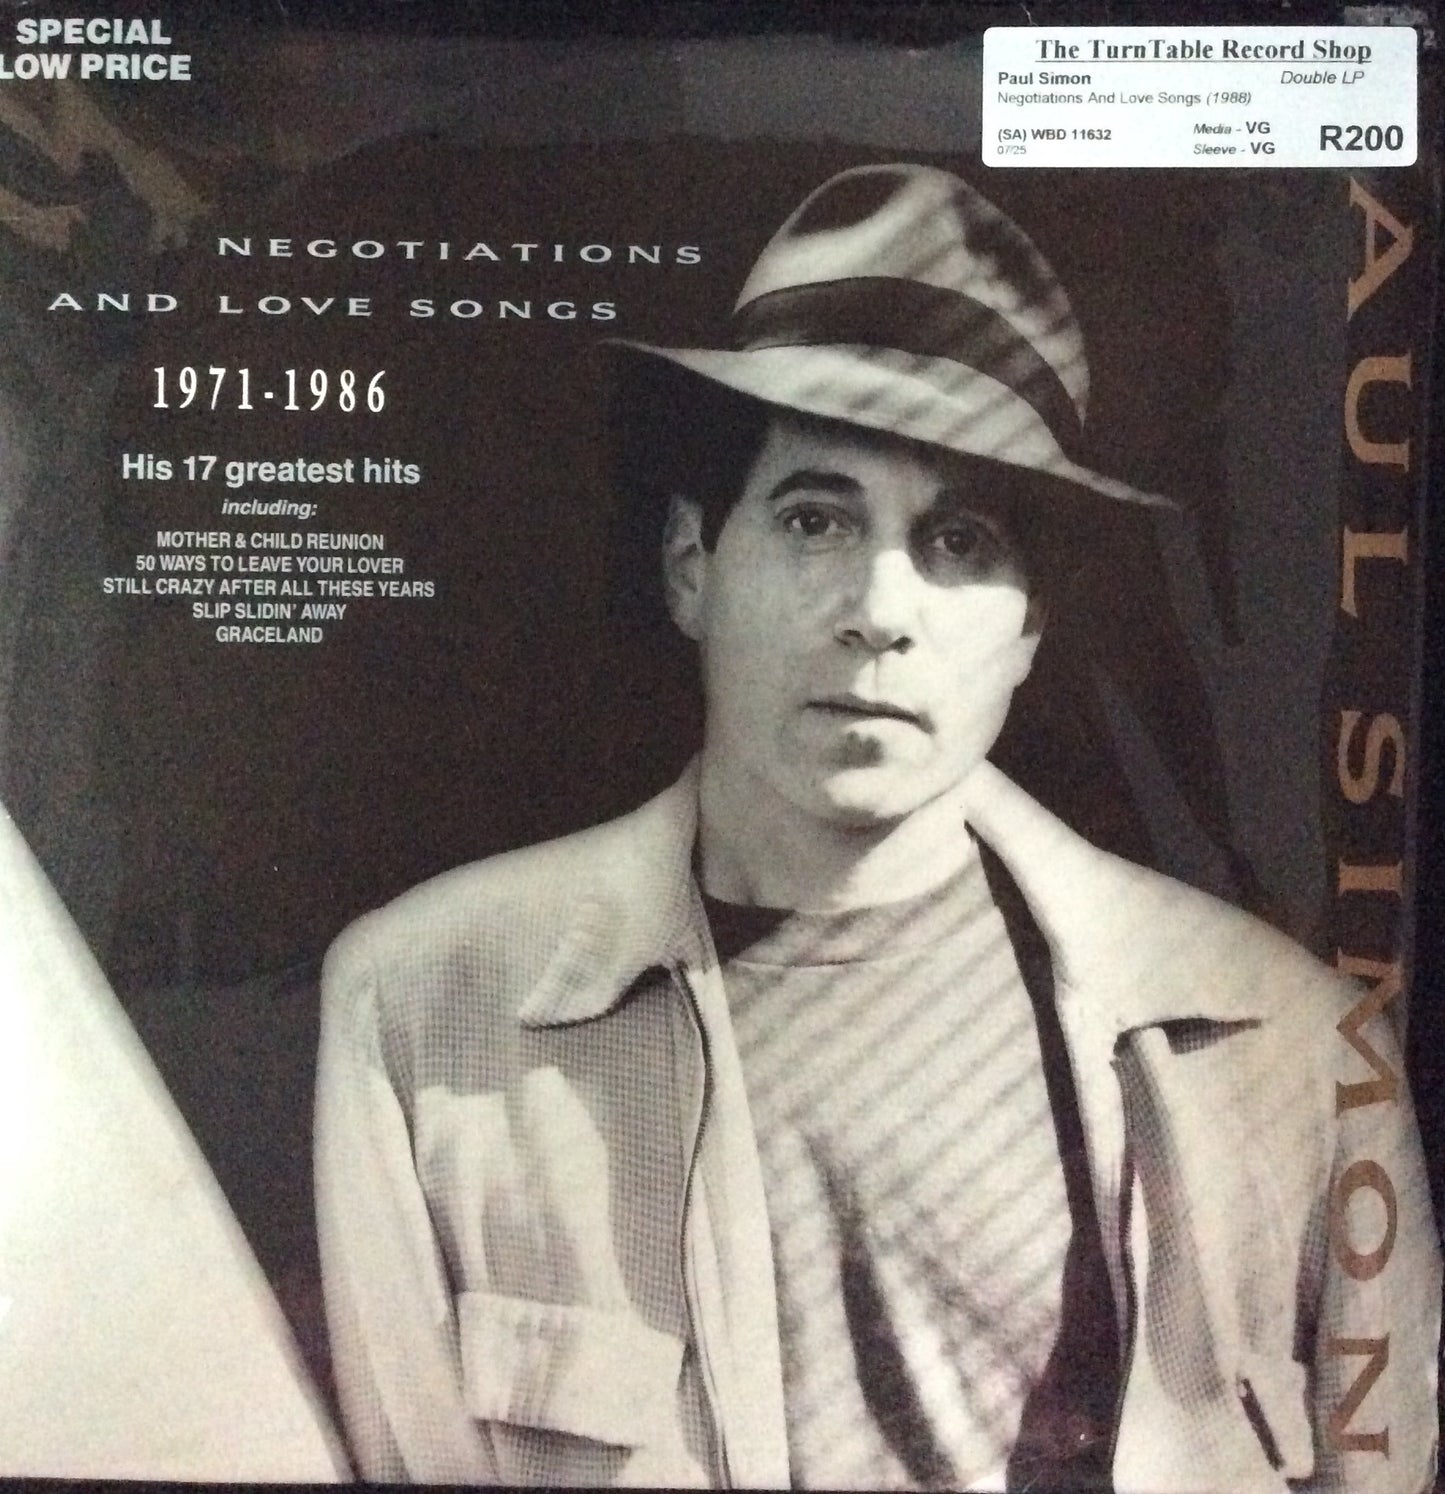 SPECIAL
LOW PRICE
The TurnTable Record Shop
Paul Simon Double LP
Negotiations And Love Songs (1988)
(SA) WBD 11632 Media - VG
07/25 Sleeve - VG
R200
NEGOTIATIONS
AND LOVE SONGS
1971-1986
His 17 greatest hits
including:
MOTHER & CHILD REUNION
50 WAYS TO LEAVE YOUR LOVER
STILL CRAZY AFTER ALL THESE YEARS
SLIP SLIDIN' AWAY
GRACELAND
AUL SIMON